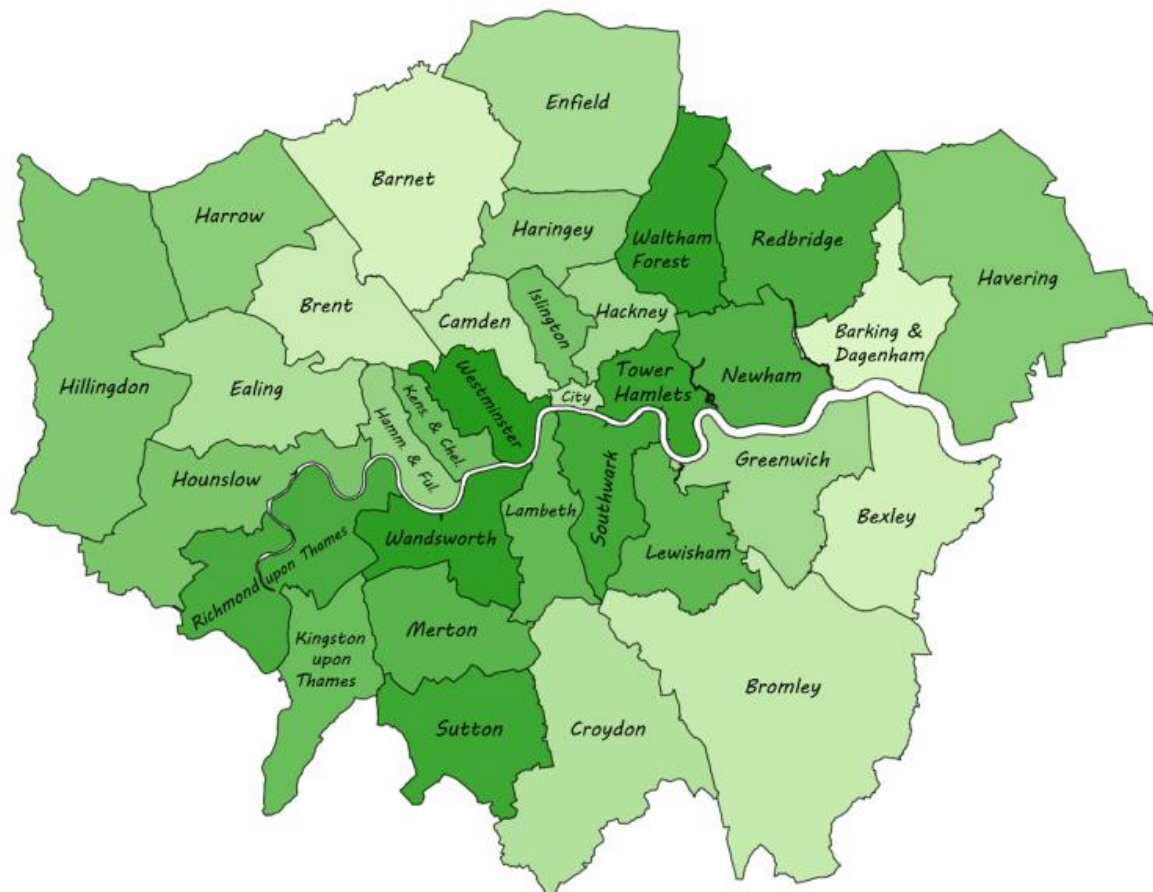 Enfield
Barnet
Harrow
Haringey
Waltham
Forest
Redbridge
Havering
Brent
Camden
Islington
Hackney
Barking &
Dagenham
Hillingdon
Ealing
Westminster
Tower
Hamlets
Newham
City
Kens. & Chel.
Hamm. & Ful.
Hounslow
Greenwich
Lambeth
Southwark
Bexley
Wandsworth
Lewisham
Richmond upon Thames
Merton
Kingston
upon
Thames
Bromley
Sutton
Croydon